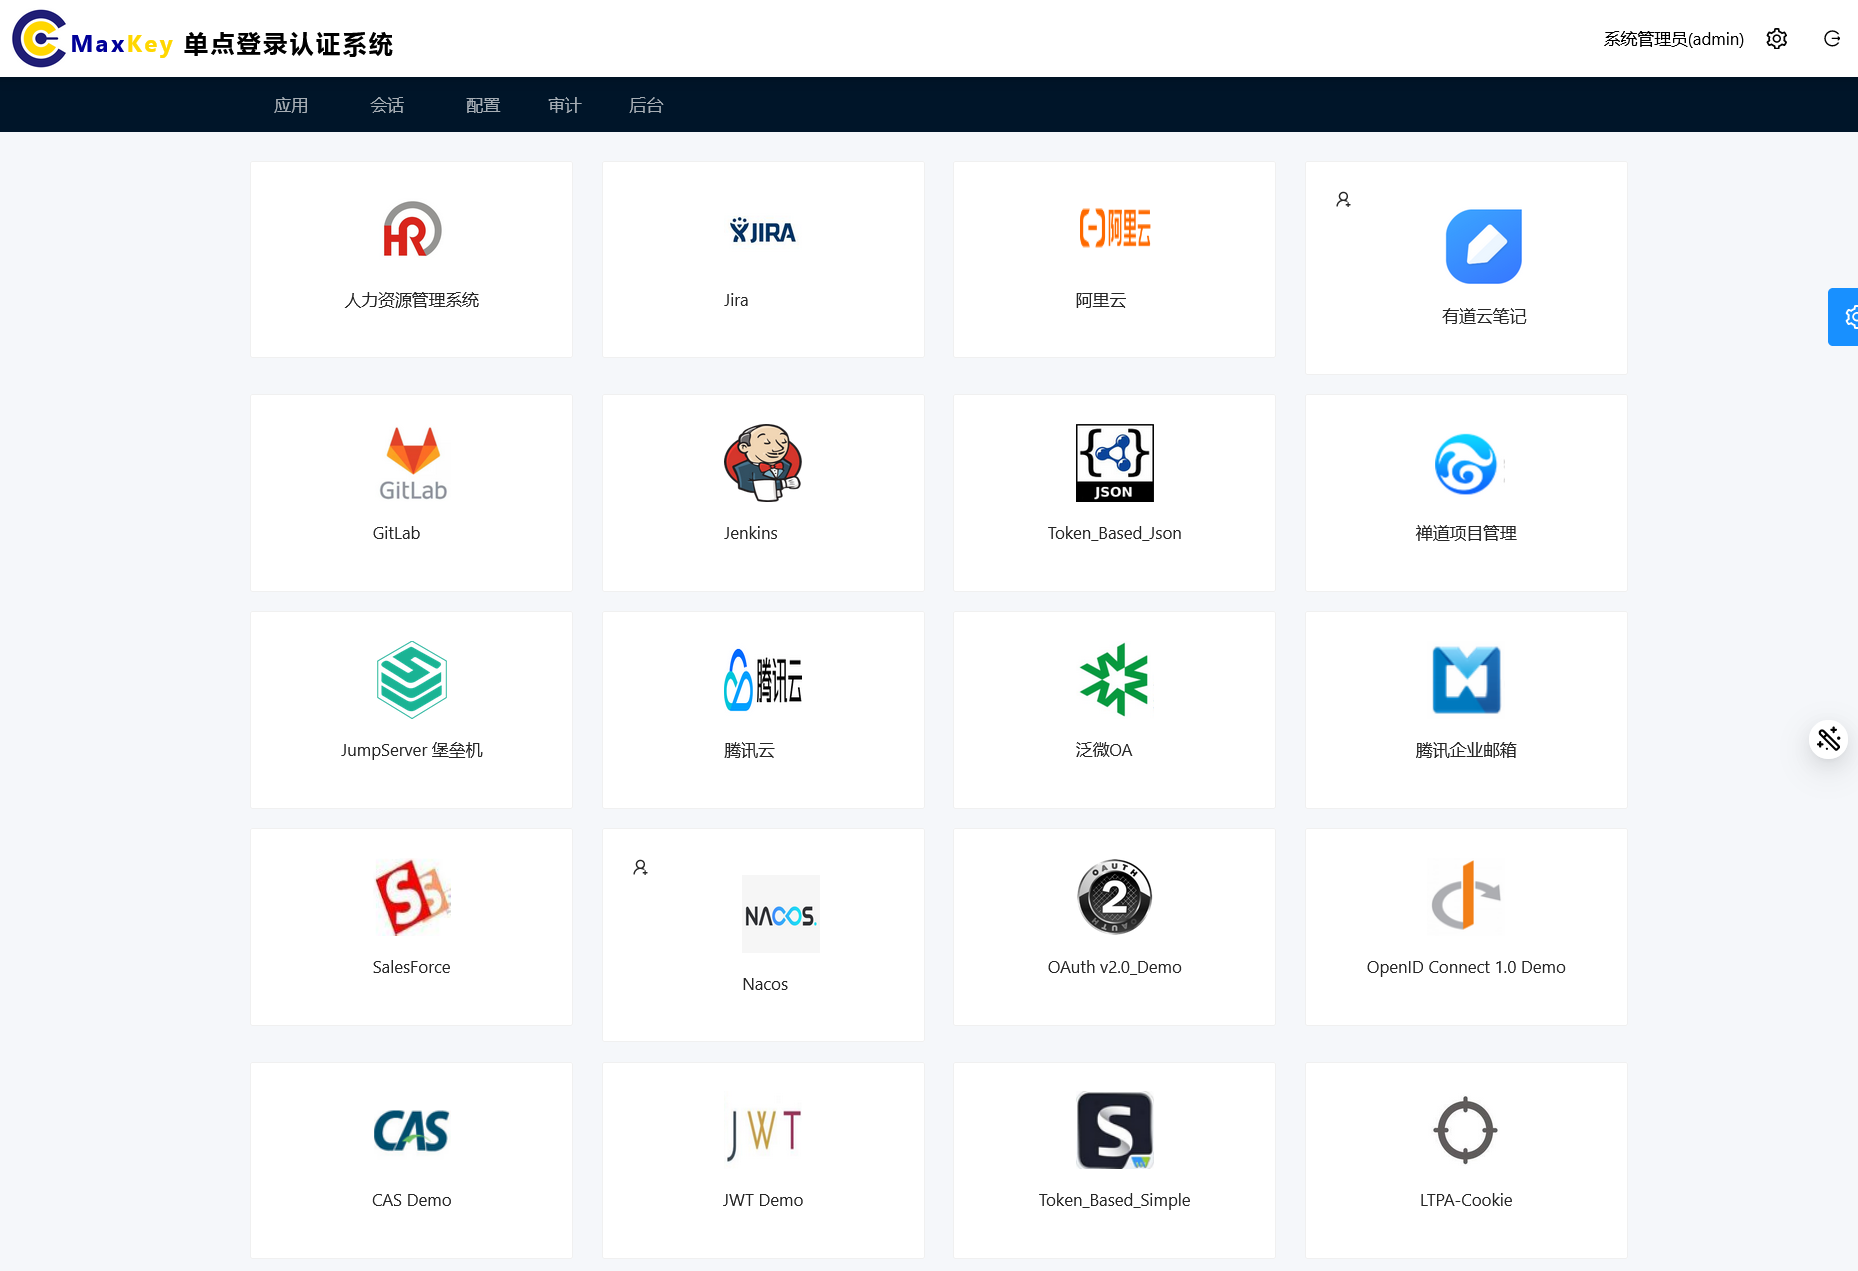 MaxKey 单点登录认证系统
系统管理员(admin)
应用 会话 配置 审计 后台
HR
JIRA
阿里云
人力资源管理系统
Jira
阿里云
有道云笔记
GitLab
JSON
GitLab
Jenkins
Token_Based_Json
禅道项目管理
腾讯云
JumpServer 堡垒机
腾讯云
泛微OA
腾讯企业邮箱
S S
NACOS.
OAUTH
2
OAUTH
SalesForce
Nacos
OAuth v2.0_Demo
OpenID Connect 1.0 Demo
CAS
JWT
S
CAS Demo
JWT Demo
Token_Based_Simple
LTPA-Cookie